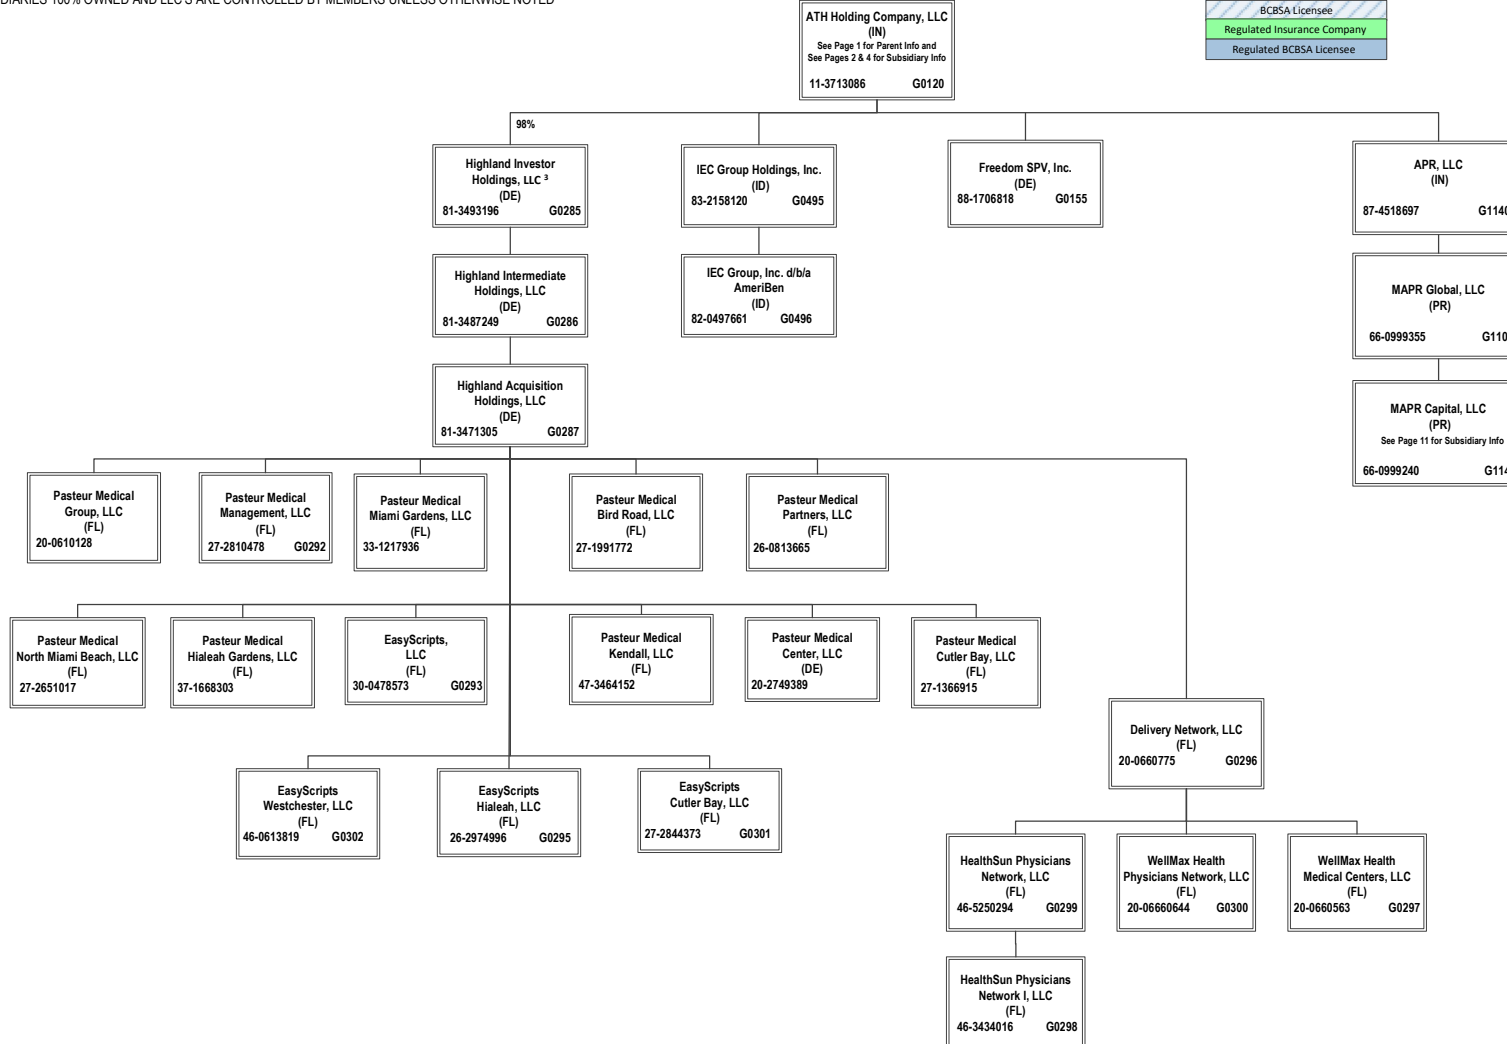 DIARIES 100% OWNED AND LLC'S ARE CONTROLLED BY MEMBERS UNLESS OTHERWISE NOTED
BCBSA Licensee
Regulated Insurance Company
Regulated BCBSA Licensee
ATH Holding Company, LLC
(IN)
See Page 1 for Parent Info and
See Pages 2 & 4 for Subsidiary Info
11-3713086 G0120
98%
Highland Investor
Holdings, LLC ³
(DE)
81-3493196 G0285
IEC Group Holdings, Inc.
(ID)
83-2158120 G0495
Freedom SPV, Inc.
(DE)
88-1706818 G0155
APR, LLC
(IN)
87-4518697 G1140
Highland Intermediate
Holdings, LLC
(DE)
81-3487249 G0286
IEC Group, Inc. d/b/a
AmeriBen
(ID)
82-0497661 G0496
MAPR Global, LLC
(PR)
66-0999355 G110
Highland Acquisition
Holdings, LLC
(DE)
81-3471305 G0287
MAPR Capital, LLC
(PR)
See Page 11 for Subsidiary Info
66-0999240 G114
Pasteur Medical
Group, LLC
(FL)
20-0610128
Pasteur Medical
Management, LLC
(FL)
27-2810478 G0292
Pasteur Medical
Miami Gardens, LLC
(FL)
33-1217936
Pasteur Medical
Bird Road, LLC
(FL)
27-1991772
Pasteur Medical
Partners, LLC
(FL)
26-0813665
Pasteur Medical
North Miami Beach, LLC
(FL)
27-2651017
Pasteur Medical
Hialeah Gardens, LLC
(FL)
37-1668303
EasyScripts,
LLC
(FL)
30-0478573 G0293
Pasteur Medical
Kendall, LLC
(FL)
47-3464152
Pasteur Medical
Center, LLC
(DE)
20-2749389
Pasteur Medical
Cutler Bay, LLC
(FL)
27-1366915
Delivery Network, LLC
(FL)
20-0660775 G0296
EasyScripts
Westchester, LLC
(FL)
46-0613819 G0302
EasyScripts
Hialeah, LLC
(FL)
26-2974996 G0295
EasyScripts
Cutler Bay, LLC
(FL)
27-2844373 G0301
HealthSun Physicians
Network, LLC
(FL)
46-5250294 G0299
WellMax Health
Physicians Network, LLC
(FL)
20-06660644 G0300
WellMax Health
Medical Centers, LLC
(FL)
20-0660563 G0297
HealthSun Physicians
Network I, LLC
(FL)
46-3434016 G0298